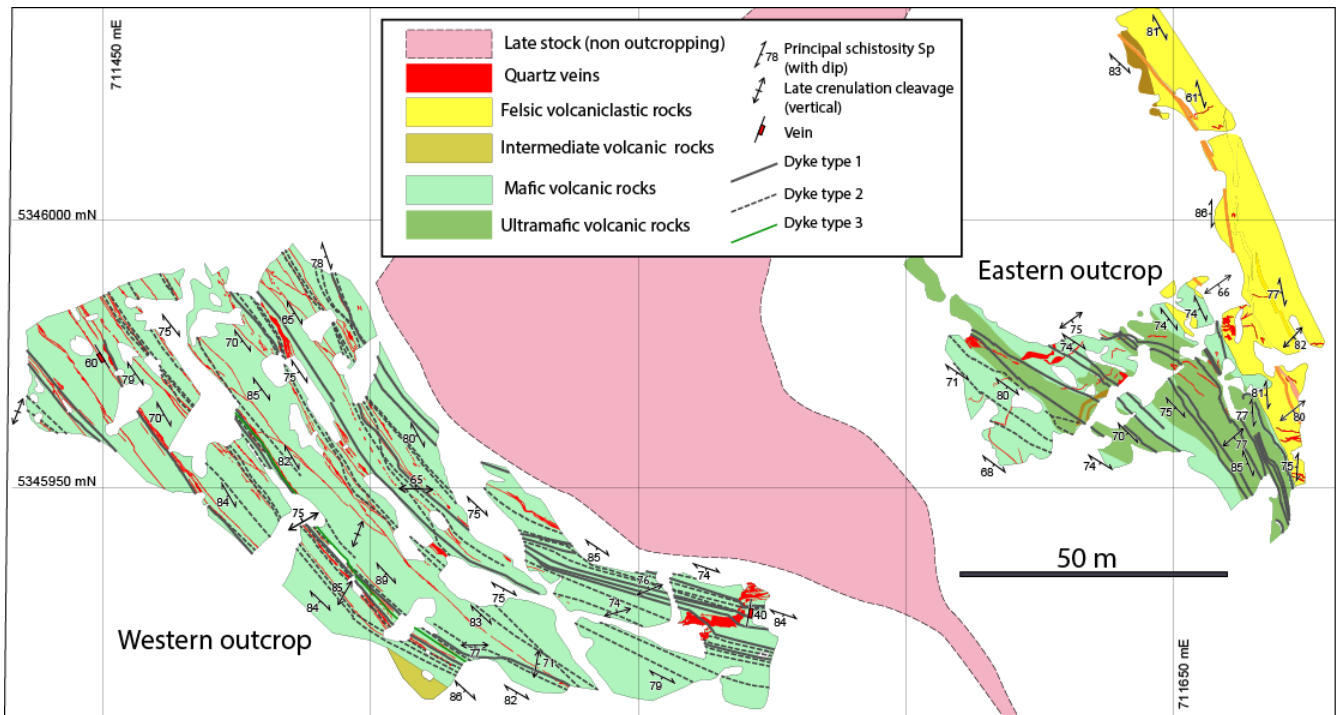 711450 mE
5346000 mN
5345950 mN
711650 mE
Late stock (non outcropping)
Quartz veins
Felsic volcaniclastic rocks
Intermediate volcanic rocks
Mafic volcanic rocks
Ultramafic volcanic rocks
78
Principal schistosity Sp
(with dip)
Late crenulation cleavage
(vertical)
Vein
Dyke type 1
Dyke type 2
Dyke type 3
Western outcrop
78
75
65
70
60
79
75
70
85
80
82
65
84
75
75
85
89
84
85
76
74
74
75
40
84
83
77
71
79
86
82
Eastern outcrop
81
83
61
86
77
66
74
74
75
74
82
71
80
81
80
75
77
70
77
68
74
85
75
50 m